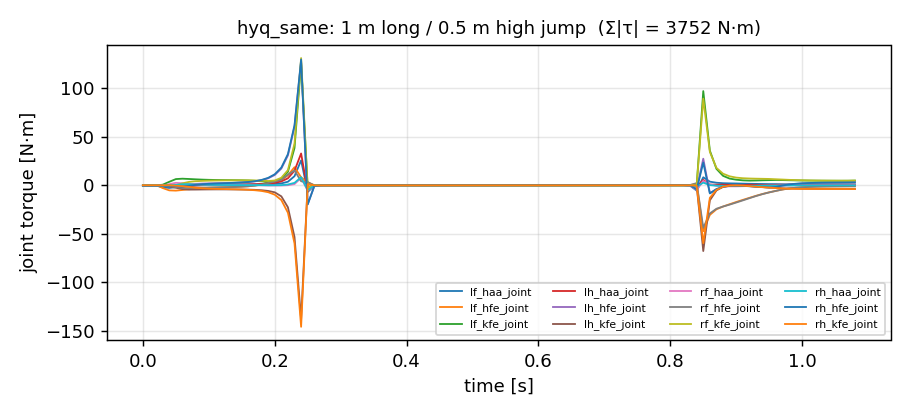 hyq_same: 1 m long / 0.5 m high jump (Σ|τ| = 3752 N·m)
joint torque [N·m]
100
50
0
−50
−100
−150
lf_haa_joint lh_haa_joint rf_haa_joint rh_haa_joint
lf_hfe_joint lh_hfe_joint rf_hfe_joint rh_hfe_joint
lf_kfe_joint lh_kfe_joint rf_kfe_joint rh_kfe_joint
0.0 0.2 0.4 0.6 0.8 1.0
time [s]